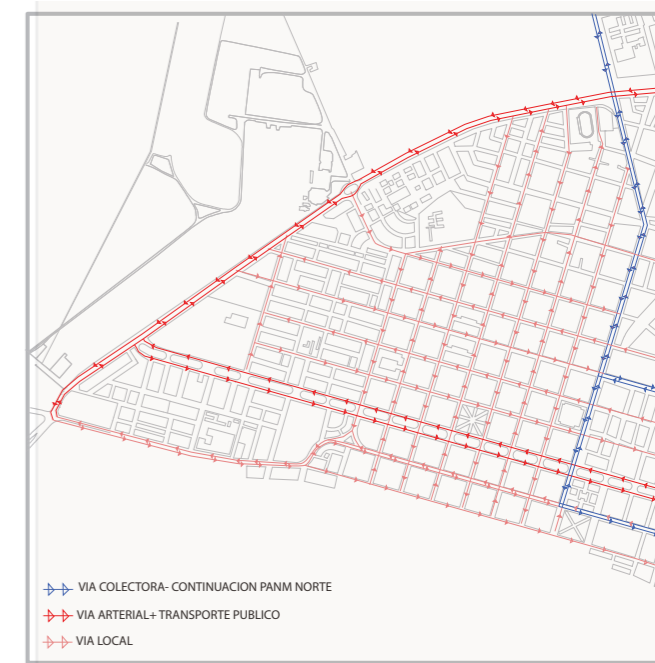 VIA COLECTORA- CONTINUACION PANM NORTE
VIA ARTERIAL+ TRANSPORTE PUBLICO
VIA LOCAL